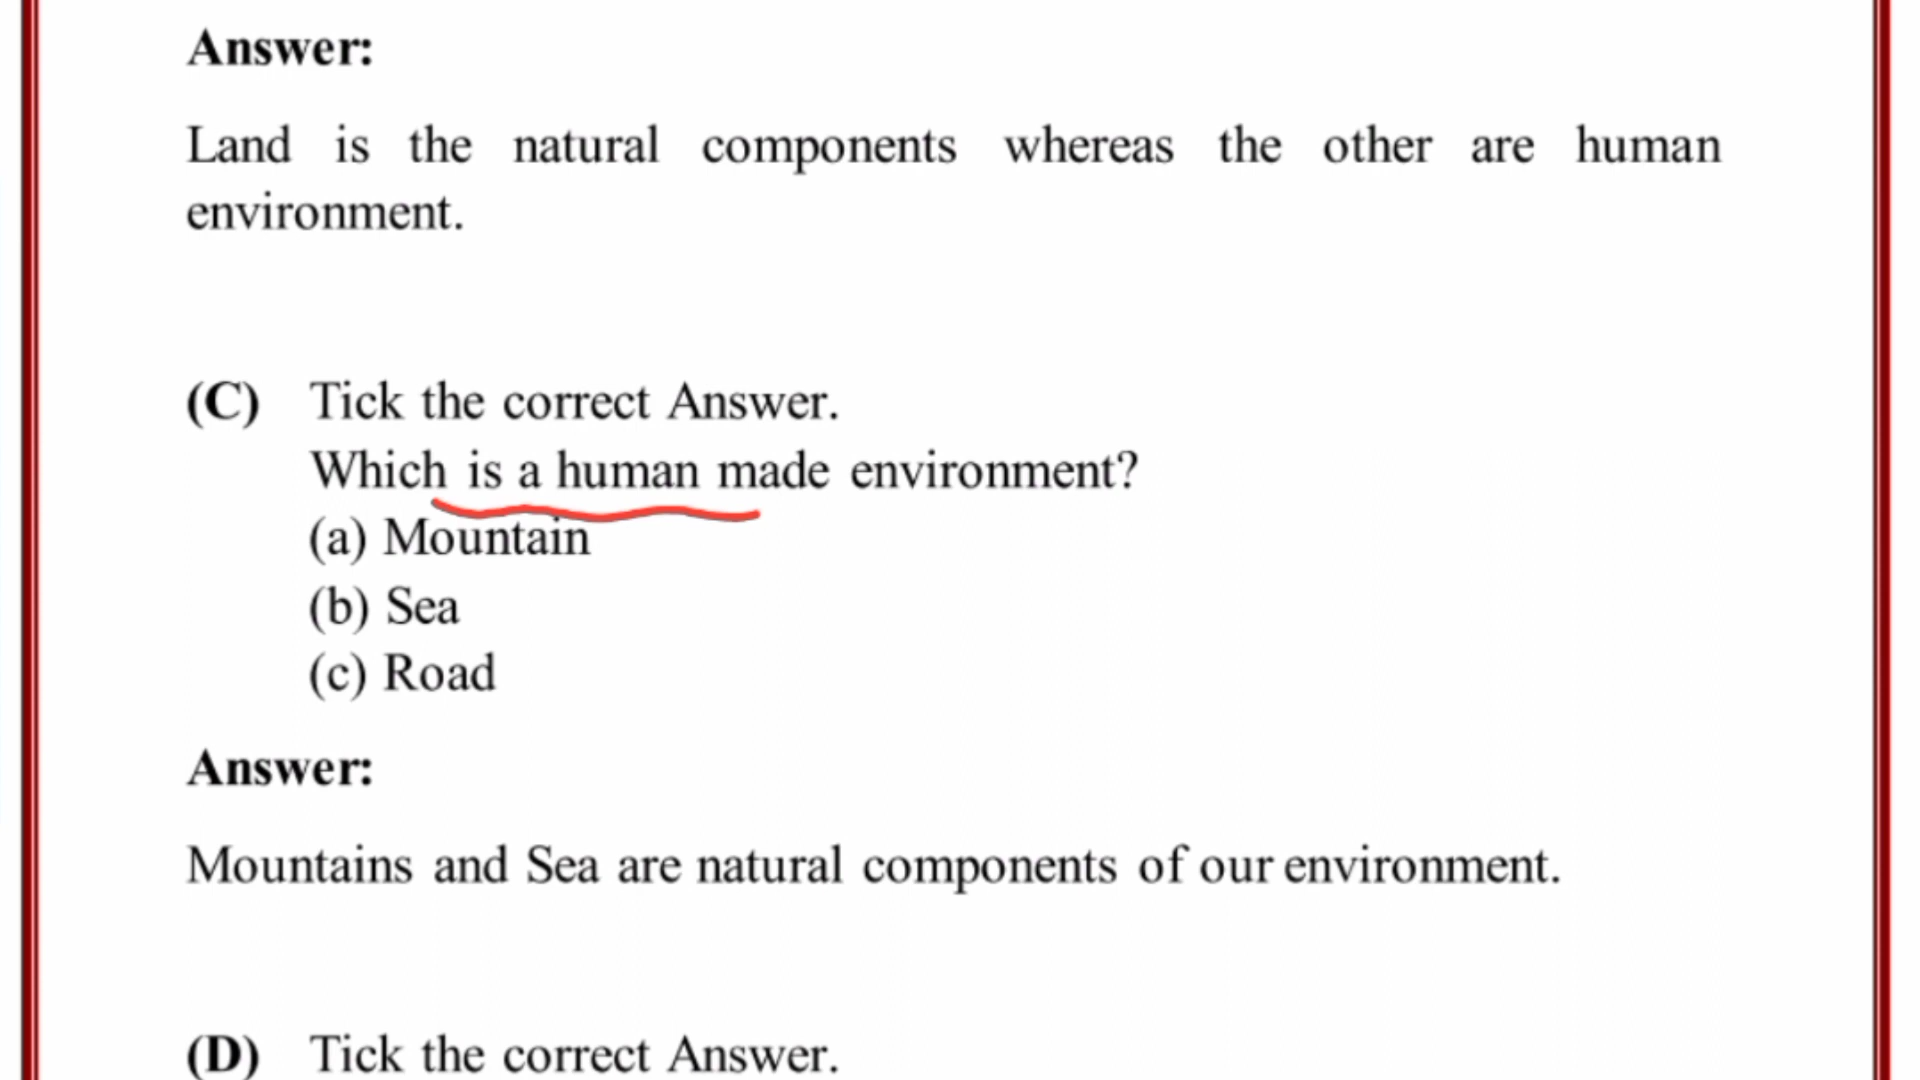 Answer:
Land is the natural components whereas the other are human
environment.
(C) Tick the correct Answer.
Which is a human made environment?
(a) Mountain
(b) Sea
(c) Road
Answer:
Mountains and Sea are natural components of our environment.
(D) Tick the correct Answer.